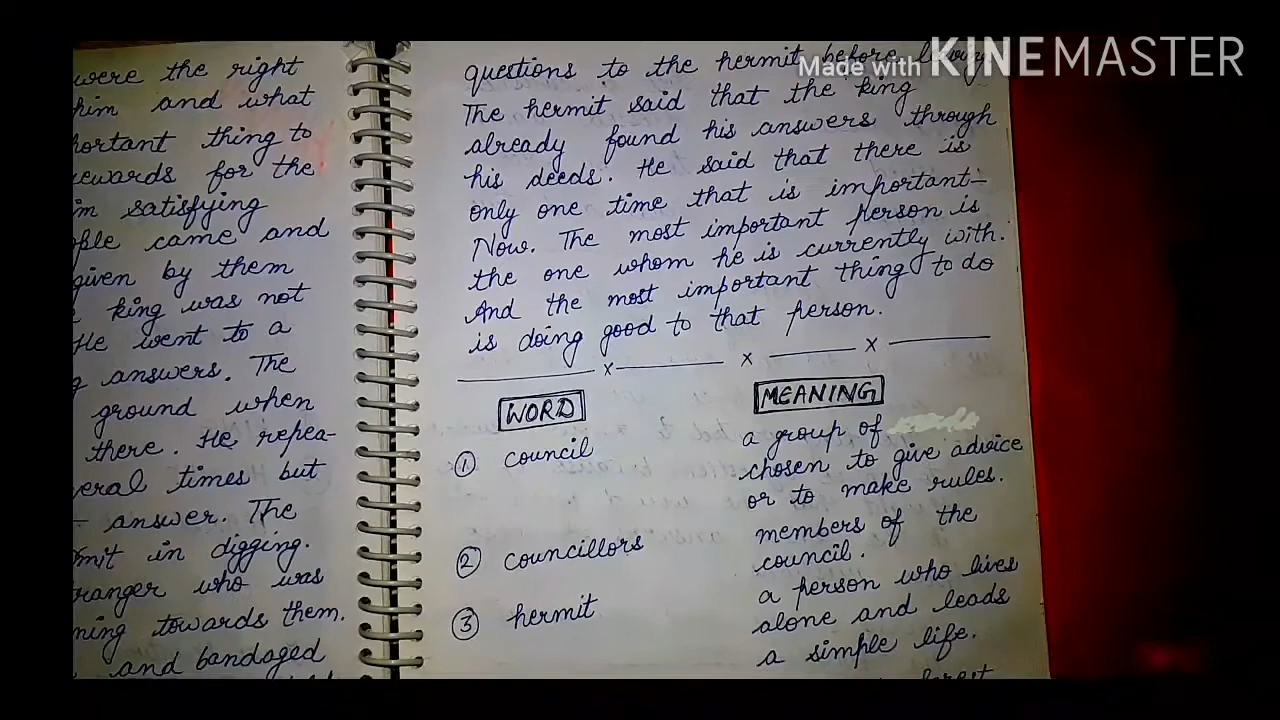 were the right
him and what
portant thing to
rewards for the
satisfying
came and
given by them
king was not
He went to a
answers. The
ground when
there. He repea-
times but
answer. The
in digging.
who was
towards them.
and bandaged
Made with KINEMASTER
questions to the hermit before
The hermit said that the king
already found his answers through
his deeds. He said that there is
only one time that is important-
Now. The most important person is
the one whom he is currently with.
And the most important thing to do
is doing good to that person.
x x x
WORD MEANING
① council a group of
chosen to give advice
or to make rules.
② councillors members of the
council.
③ hermit a person who lives
alone and leads
a simple life.